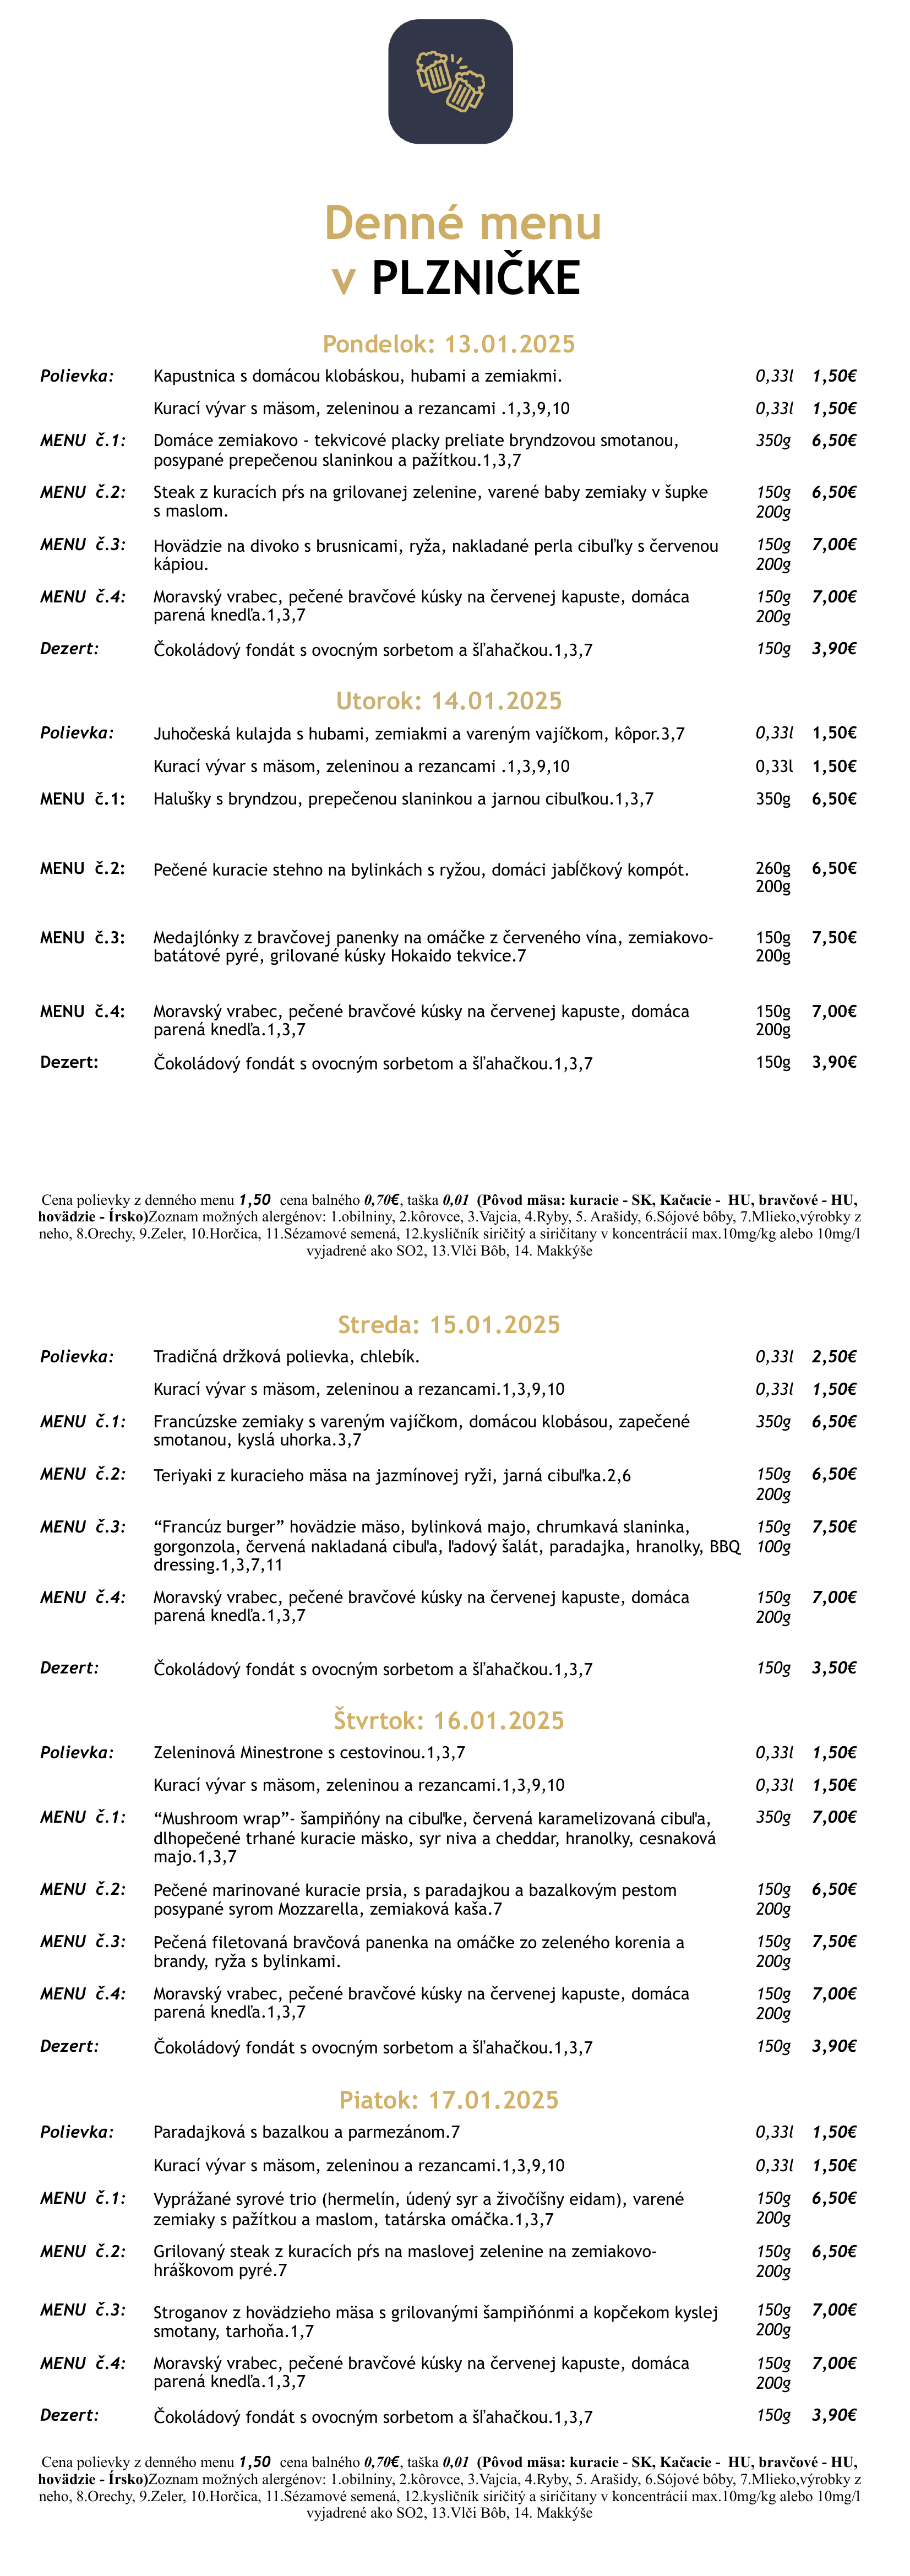 Denné menu
v PLZNIČKE
Pondelok: 13.01.2025
Polievka: Kapustnica s domácou klobáskou, hubami a zemiakmi. 0,33l 1,50€
Kurací vývar s mäsom, zeleninou a rezancami .1,3,9,10 0,33l 1,50€
MENU č.1: Domáce zemiakovo - tekvicové placky preliate bryndzovou smotanou, 350g 6,50€
posypané prepečenou slaninkou a pažítkou.1,3,7
MENU č.2: Steak z kuracích pŕs na grilovanej zelenine, varené baby zemiaky v šupke 150g 6,50€
s maslom. 200g
MENU č.3: Hovädzie na divoko s brusnicami, ryža, nakladané perla cibuľky s červenou 150g 7,00€
kápiou. 200g
MENU č.4: Moravský vrabec, pečené bravčové kúsky na červenej kapuste, domáca 150g 7,00€
parená knedľa.1,3,7 200g
Dezert: Čokoládový fondát s ovocným sorbetom a šľahačkou.1,3,7 150g 3,90€
Utorok: 14.01.2025
Polievka: Juhočeská kulajda s hubami, zemiakmi a vareným vajíčkom, kôpor.3,7 0,33l 1,50€
Kurací vývar s mäsom, zeleninou a rezancami .1,3,9,10 0,33l 1,50€
MENU č.1: Halušky s bryndzou, prepečenou slaninkou a jarnou cibuľkou.1,3,7 350g 6,50€
MENU č.2: Pečené kuracie stehno na bylinkách s ryžou, domáci jabĺčkový kompót. 260g 6,50€
200g
MENU č.3: Medajlónky z bravčovej panenky na omáčke z červeného vína, zemiakovo- 150g 7,50€
batátové pyré, grilované kúsky Hokaido tekvice.7 200g
MENU č.4: Moravský vrabec, pečené bravčové kúsky na červenej kapuste, domáca 150g 7,00€
parená knedľa.1,3,7 200g
Dezert: Čokoládový fondát s ovocným sorbetom a šľahačkou.1,3,7 150g 3,90€
Cena polievky z denného menu 1,50 cena balného 0,70€, taška 0,01 (Pôvod mäsa: kuracie - SK, Kačacie - HU, bravčové - HU,
hovädzie - Írsko)Zoznam možných alergénov: 1.obilniny, 2.kôrovce, 3.Vajcia, 4.Ryby, 5. Arašidy, 6.Sójové bôby, 7.Mlieko,výrobky z
neho, 8.Orechy, 9.Zeler, 10.Horčica, 11.Sézamové semená, 12.kysličník siričitý a siričitany v koncentrácií max.10mg/kg alebo 10mg/l
vyjadrené ako SO2, 13.Vlči Bôb, 14. Makkýše
Streda: 15.01.2025
Polievka: Tradičná držková polievka, chlebík. 0,33l 2,50€
Kurací vývar s mäsom, zeleninou a rezancami.1,3,9,10 0,33l 1,50€
MENU č.1: Francúzske zemiaky s vareným vajíčkom, domácou klobásou, zapečené 350g 6,50€
smotanou, kyslá uhorka.3,7
MENU č.2: Teriyaki z kuracieho mäsa na jazmínovej ryži, jarná cibuľka.2,6 150g 6,50€
200g
MENU č.3: “Francúz burger” hovädzie mäso, bylinková majo, chrumkavá slaninka, 150g 7,50€
gorgonzola, červená nakladaná cibuľa, ľadový šalát, paradajka, hranolky, BBQ 100g
dressing.1,3,7,11
MENU č.4: Moravský vrabec, pečené bravčové kúsky na červenej kapuste, domáca 150g 7,00€
parená knedľa.1,3,7 200g
Dezert: Čokoládový fondát s ovocným sorbetom a šľahačkou.1,3,7 150g 3,50€
Štvrtok: 16.01.2025
Polievka: Zeleninová Minestrone s cestovinou.1,3,7 0,33l 1,50€
Kurací vývar s mäsom, zeleninou a rezancami.1,3,9,10 0,33l 1,50€
MENU č.1: “Mushroom wrap”- šampiňóny na cibuľke, červená karamelizovaná cibuľa, 350g 7,00€
dlhopečené trhané kuracie mäsko, syr niva a cheddar, hranolky, cesnaková
majo.1,3,7
MENU č.2: Pečené marinované kuracie prsia, s paradajkou a bazalkovým pestom 150g 6,50€
posypané syrom Mozzarella, zemiaková kaša.7 200g
MENU č.3: Pečená filetovaná bravčová panenka na omáčke zo zeleného korenia a 150g 7,50€
brandy, ryža s bylinkami. 200g
MENU č.4: Moravský vrabec, pečené bravčové kúsky na červenej kapuste, domáca 150g 7,00€
parená knedľa.1,3,7 200g
Dezert: Čokoládový fondát s ovocným sorbetom a šľahačkou.1,3,7 150g 3,90€
Piatok: 17.01.2025
Polievka: Paradajková s bazalkou a parmezánom.7 0,33l 1,50€
Kurací vývar s mäsom, zeleninou a rezancami.1,3,9,10 0,33l 1,50€
MENU č.1: Vyprážané syrové trio (hermelín, údený syr a živočíšny eidam), varené 150g 6,50€
zemiaky s pažítkou a maslom, tatárska omáčka.1,3,7 200g
MENU č.2: Grilovaný steak z kuracích pŕs na maslovej zelenine na zemiakovo- 150g 6,50€
hráškovom pyré.7 200g
MENU č.3: Stroganov z hovädzieho mäsa s grilovanými šampiňónmi a kopčekom kyslej 150g 7,00€
smotany, tarhoňa.1,7 200g
MENU č.4: Moravský vrabec, pečené bravčové kúsky na červenej kapuste, domáca 150g 7,00€
parená knedľa.1,3,7 200g
Dezert: Čokoládový fondát s ovocným sorbetom a šľahačkou.1,3,7 150g 3,90€
Cena polievky z denného menu 1,50 cena balného 0,70€, taška 0,01 (Pôvod mäsa: kuracie - SK, Kačacie - HU, bravčové - HU,
hovädzie - Írsko)Zoznam možných alergénov: 1.obilniny, 2.kôrovce, 3.Vajcia, 4.Ryby, 5. Arašidy, 6.Sójové bôby, 7.Mlieko,výrobky z
neho, 8.Orechy, 9.Zeler, 10.Horčica, 11.Sézamové semená, 12.kysličník siričitý a siričitany v koncentrácií max.10mg/kg alebo 10mg/l
vyjadrené ako SO2, 13.Vlči Bôb, 14. Makkýše